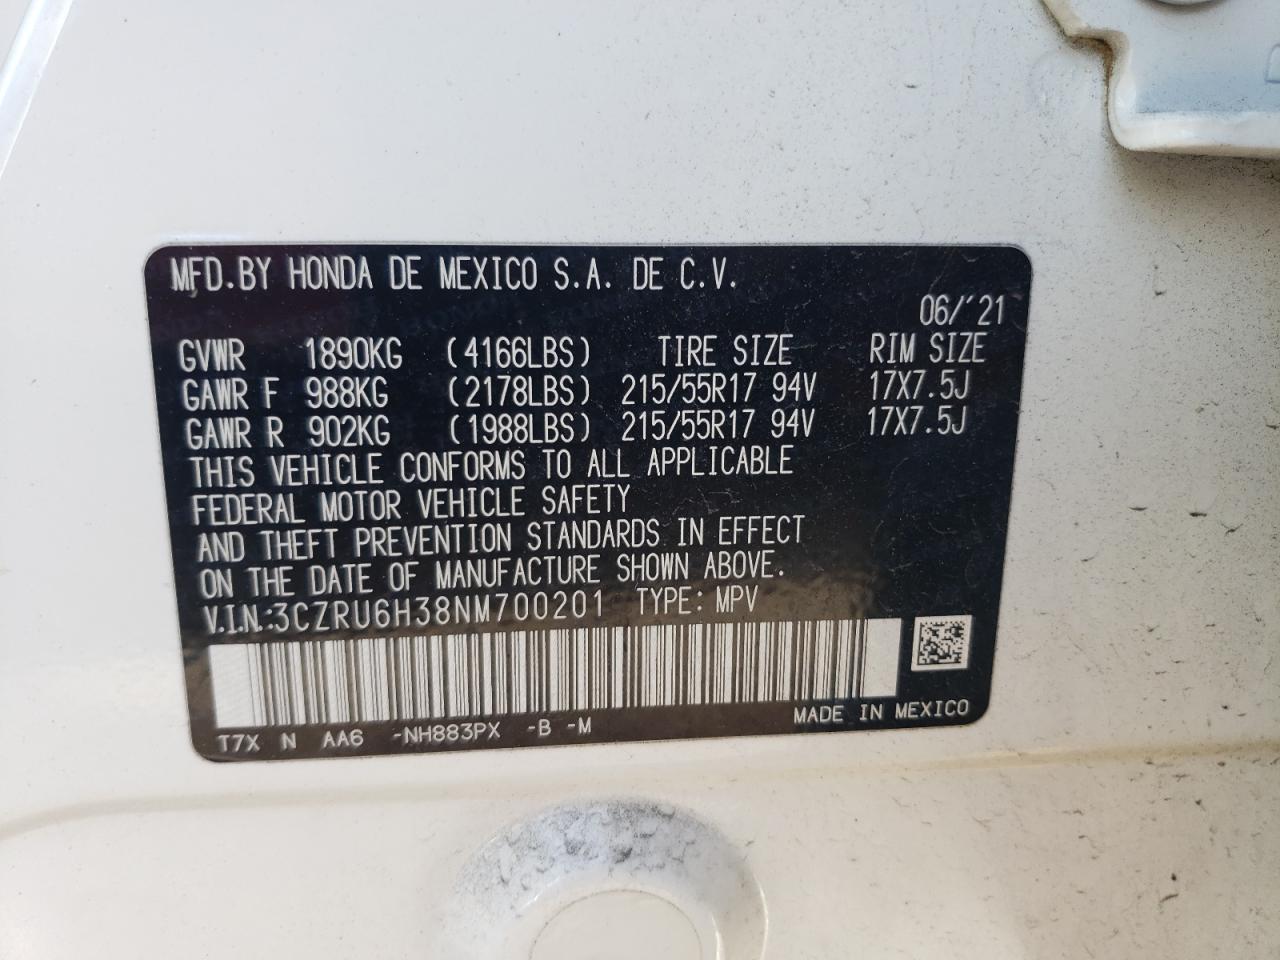 MFD.BY HONDA DE MEXICO S.A. DE C.V.
06/'21
GVWR 1890KG (4166LBS) TIRE SIZE RIM SIZE
GAWR F 988KG (2178LBS) 215/55R17 94V 17X7.5J
GAWR R 902KG (1988LBS) 215/55R17 94V 17X7.5J
THIS VEHICLE CONFORMS TO ALL APPLICABLE
FEDERAL MOTOR VEHICLE SAFETY
AND THEFT PREVENTION STANDARDS IN EFFECT
ON THE DATE OF MANUFACTURE SHOWN ABOVE.
V.I.N.:3CZRU6H38NM700201 TYPE: MPV
T7X N AA6 -NH883PX -B -M MADE IN MEXICO